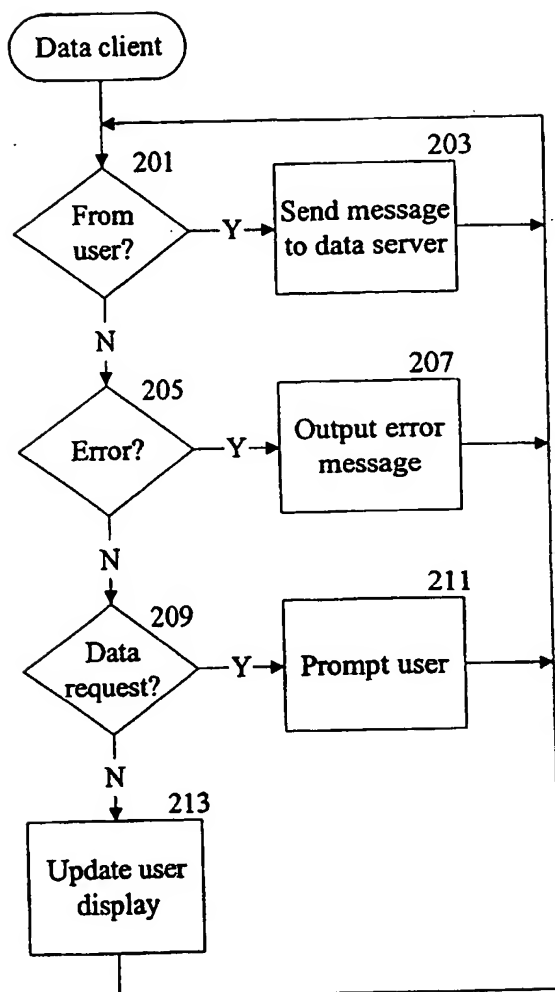 Data client
201
203
From
user?
Y
Send message
to data server
N
205
207
Error?
Y
Output error
message
N
209
211
Data
request?
Y
Prompt user
N
213
Update user
display